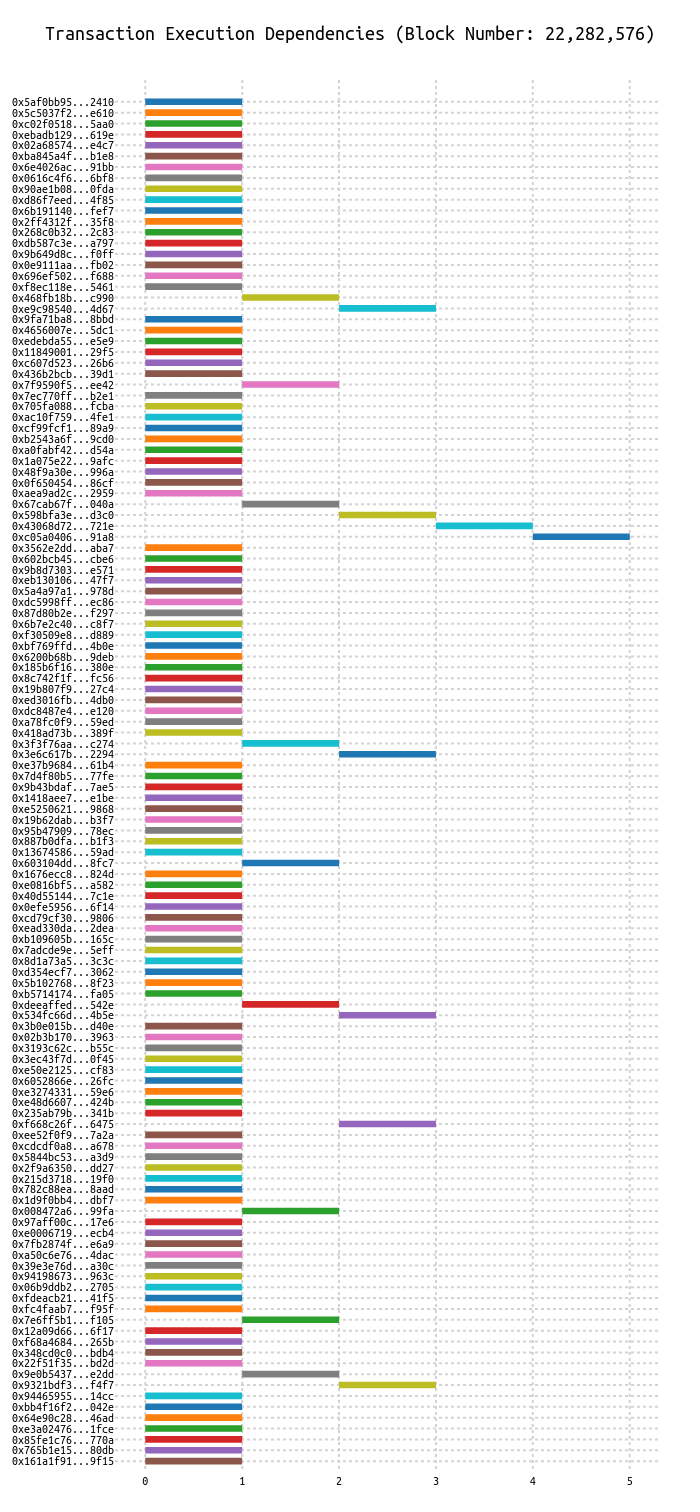 Transaction Execution Dependencies (Block Number: 22,282,576)
0x5af0bb95...2410
0x5c5037f2...e610
0xc02f0518...5aa0
0xebadb129...619e
0x02a68574...e4c7
0xba845a4f...b1e8
0x6e4026ac...91bb
0x0616c4f6...6bf8
0x90ae1b08...0fda
0xd86f7eed...4f85
0x6b191140...fef7
0x2ff4312f...35f8
0x268c0b32...2c83
0xdb587c3e...a797
0x9b649d8c...f0ff
0x0e9111aa...fb02
0x696ef502...f688
0xf8ec118e...5461
0x468fb18b...c990
0xe9c98540...4d67
0x9fa71ba8...8bbd
0x4656007e...5dc1
0xedebda55...e5e9
0x11849001...29f5
0xc607d523...26b6
0x436b2bcb...39d1
0x7f9590f5...ee42
0x7ec770ff...b2e1
0x705fa088...fcba
0xac10f759...4fe1
0xcf99fcf1...89a9
0xb2543a6f...9cd0
0xa0fabf42...d54a
0x1a075e22...9afc
0x48f9a30e...996a
0x0f650454...86cf
0xaea9ad2c...2959
0x67cab67f...040a
0x598bfa3e...d3c0
0x43068d72...721e
0xc05a0406...91a8
0x3562e2dd...aba7
0x602bcb45...cbe6
0x9b8d7303...e571
0xeb130106...47f7
0x5a4a97a1...978d
0xdc5998ff...ec86
0x87d80b2e...f297
0x6b7e2c40...c8f7
0xf30509e8...d889
0xbf769ffd...4b0e
0x6200b68b...9deb
0x185b6f16...380e
0x8c742f1f...fc56
0x19b807f9...27c4
0xed3016fb...4db0
0xdc8487e4...e120
0xa78fc0f9...59ed
0x418ad73b...389f
0x3f3f76aa...c274
0x3e6c617b...2294
0xe37b9684...61b4
0x7d4f80b5...77fe
0x9b43bdaf...7ae5
0x1418aee7...e1be
0xe5250621...9868
0x19b62dab...b3f7
0x95b47909...78ec
0x887b0dfa...b1f3
0x13674586...59ad
0x603104dd...8fc7
0x1676ecc8...824d
0xe0816bf5...a582
0x40d55144...7c1e
0x0efe5956...6f14
0xcd79cf30...9806
0xead330da...2dea
0xb109605b...165c
0x7adcde9e...5eff
0x8d1a73a5...3c3c
0xd354ecf7...3062
0x5b102768...8f23
0xb5714174...fa05
0xdeeaffed...542e
0x534fc66d...4b5e
0x3b0e015b...d40e
0x02b3b170...3963
0x3193c62c...b55c
0x3ec43f7d...0f45
0xe50e2125...cf83
0x6052866e...26fc
0xe3274331...59e6
0xe48d6607...424b
0x235ab79b...341b
0xf668c26f...6475
0xee52f0f9...7a2a
0xcdcdf0a8...a678
0x5844bc53...a3d9
0x2f9a6350...dd27
0x215d3718...19f0
0x782c88ea...8aad
0x1d9f0bb4...dbf7
0x008472a6...99fa
0x97aff00c...17e6
0xe0006719...ecb4
0x7fb2874f...e6a9
0xa50c6e76...4dac
0x39e3e76d...a30c
0x94198673...963c
0x06b9ddb2...2705
0xfdeacb21...41f5
0xfc4faab7...f95f
0x7e6ff5b1...f105
0x12a09d66...6f17
0xf68a4684...265b
0x348cd0c0...bdb4
0x22f51f35...bd2d
0x9e0b5437...e2dd
0x9321bdf3...f4f7
0x94465955...14cc
0xbb4f16f2...042e
0x64e90c28...46ad
0xe3a02476...1fce
0x85fe1c76...770a
0x765b1e15...80db
0x161a1f91...9f15
0 1 2 3 4 5